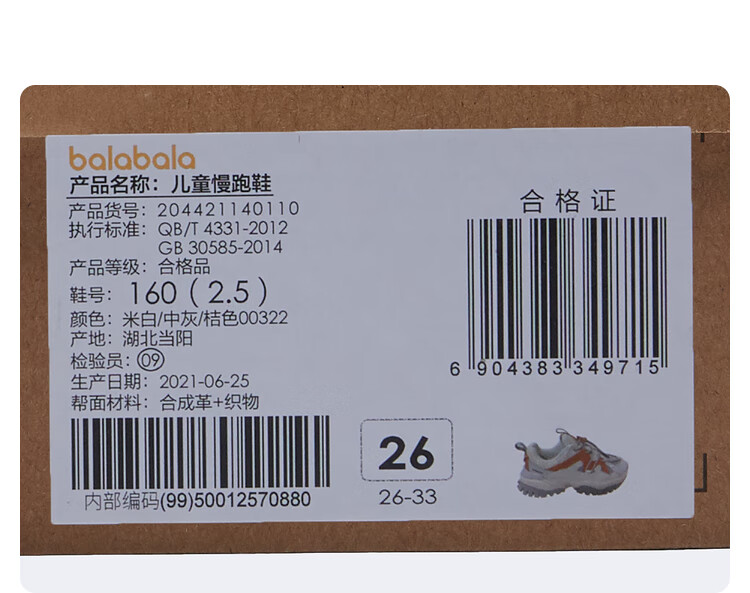 balabala
产品名称：儿童慢跑鞋
产品货号：204421140110
执行标准：QB/T 4331-2012
GB 30585-2014
产品等级：合格品
鞋号：160（2.5）
颜色：米白/中灰/桔色00322
产地：湖北当阳
检验员：09
生产日期：2021-06-25
帮面材料：合成革+织物
内部编码(99)50012570880
合格证
6 904383 349715
26
26-33